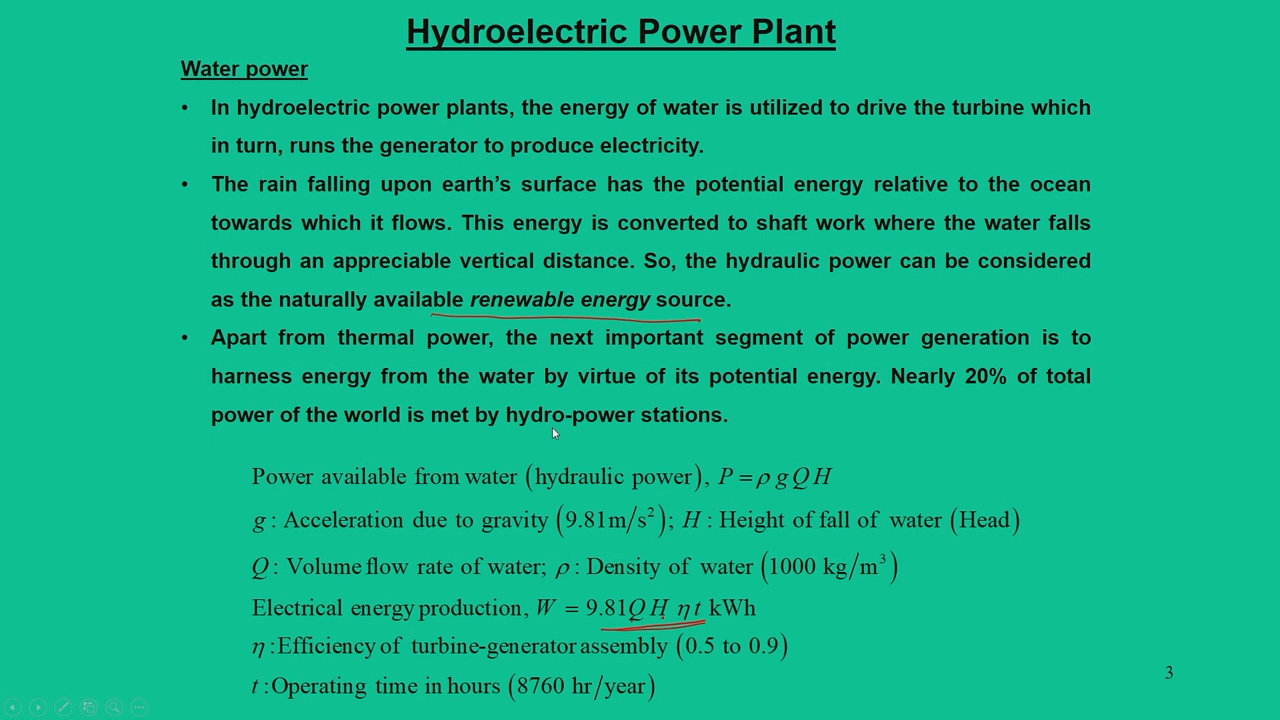 Hydroelectric Power Plant
Water power
• In hydroelectric power plants, the energy of water is utilized to drive the turbine which
in turn, runs the generator to produce electricity.
• The rain falling upon earth’s surface has the potential energy relative to the ocean
towards which it flows. This energy is converted to shaft work where the water falls
through an appreciable vertical distance. So, the hydraulic power can be considered
as the naturally available renewable energy source.
• Apart from thermal power, the next important segment of power generation is to
harness energy from the water by virtue of its potential energy. Nearly 20% of total
power of the world is met by hydro-power stations.
Power available from water (hydraulic power), P = ρ g Q H
g : Acceleration due to gravity (9.81m/s²); H : Height of fall of water (Head)
Q : Volume flow rate of water; ρ : Density of water (1000 kg/m³)
Electrical energy production, W = 9.81Q H η t kWh
η :Efficiency of turbine-generator assembly (0.5 to 0.9)
t :Operating time in hours (8760 hr/year)
3